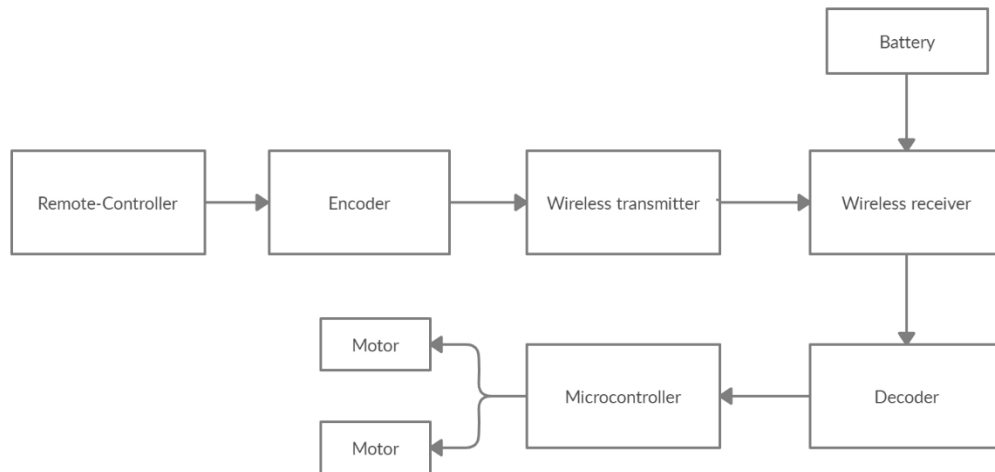 Battery
Remote-Controller
Encoder
Wireless transmitter
Wireless receiver
Motor
Microcontroller
Decoder
Motor